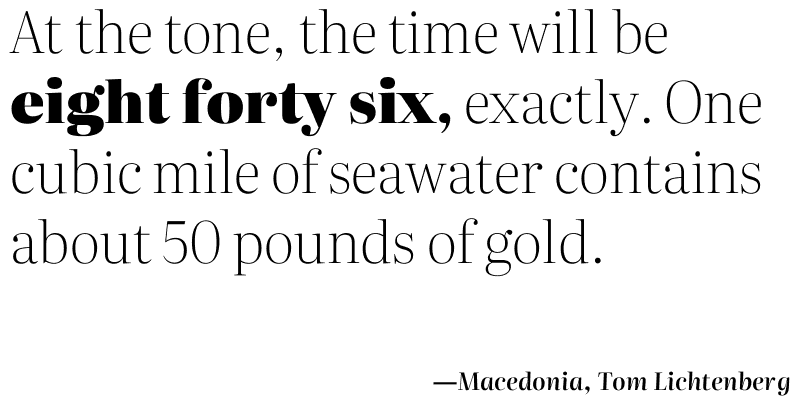 At the tone, the time will be
eight forty six, exactly. One
cubic mile of seawater contains
about 50 pounds of gold.
—Macedonia, Tom Lichtenberg